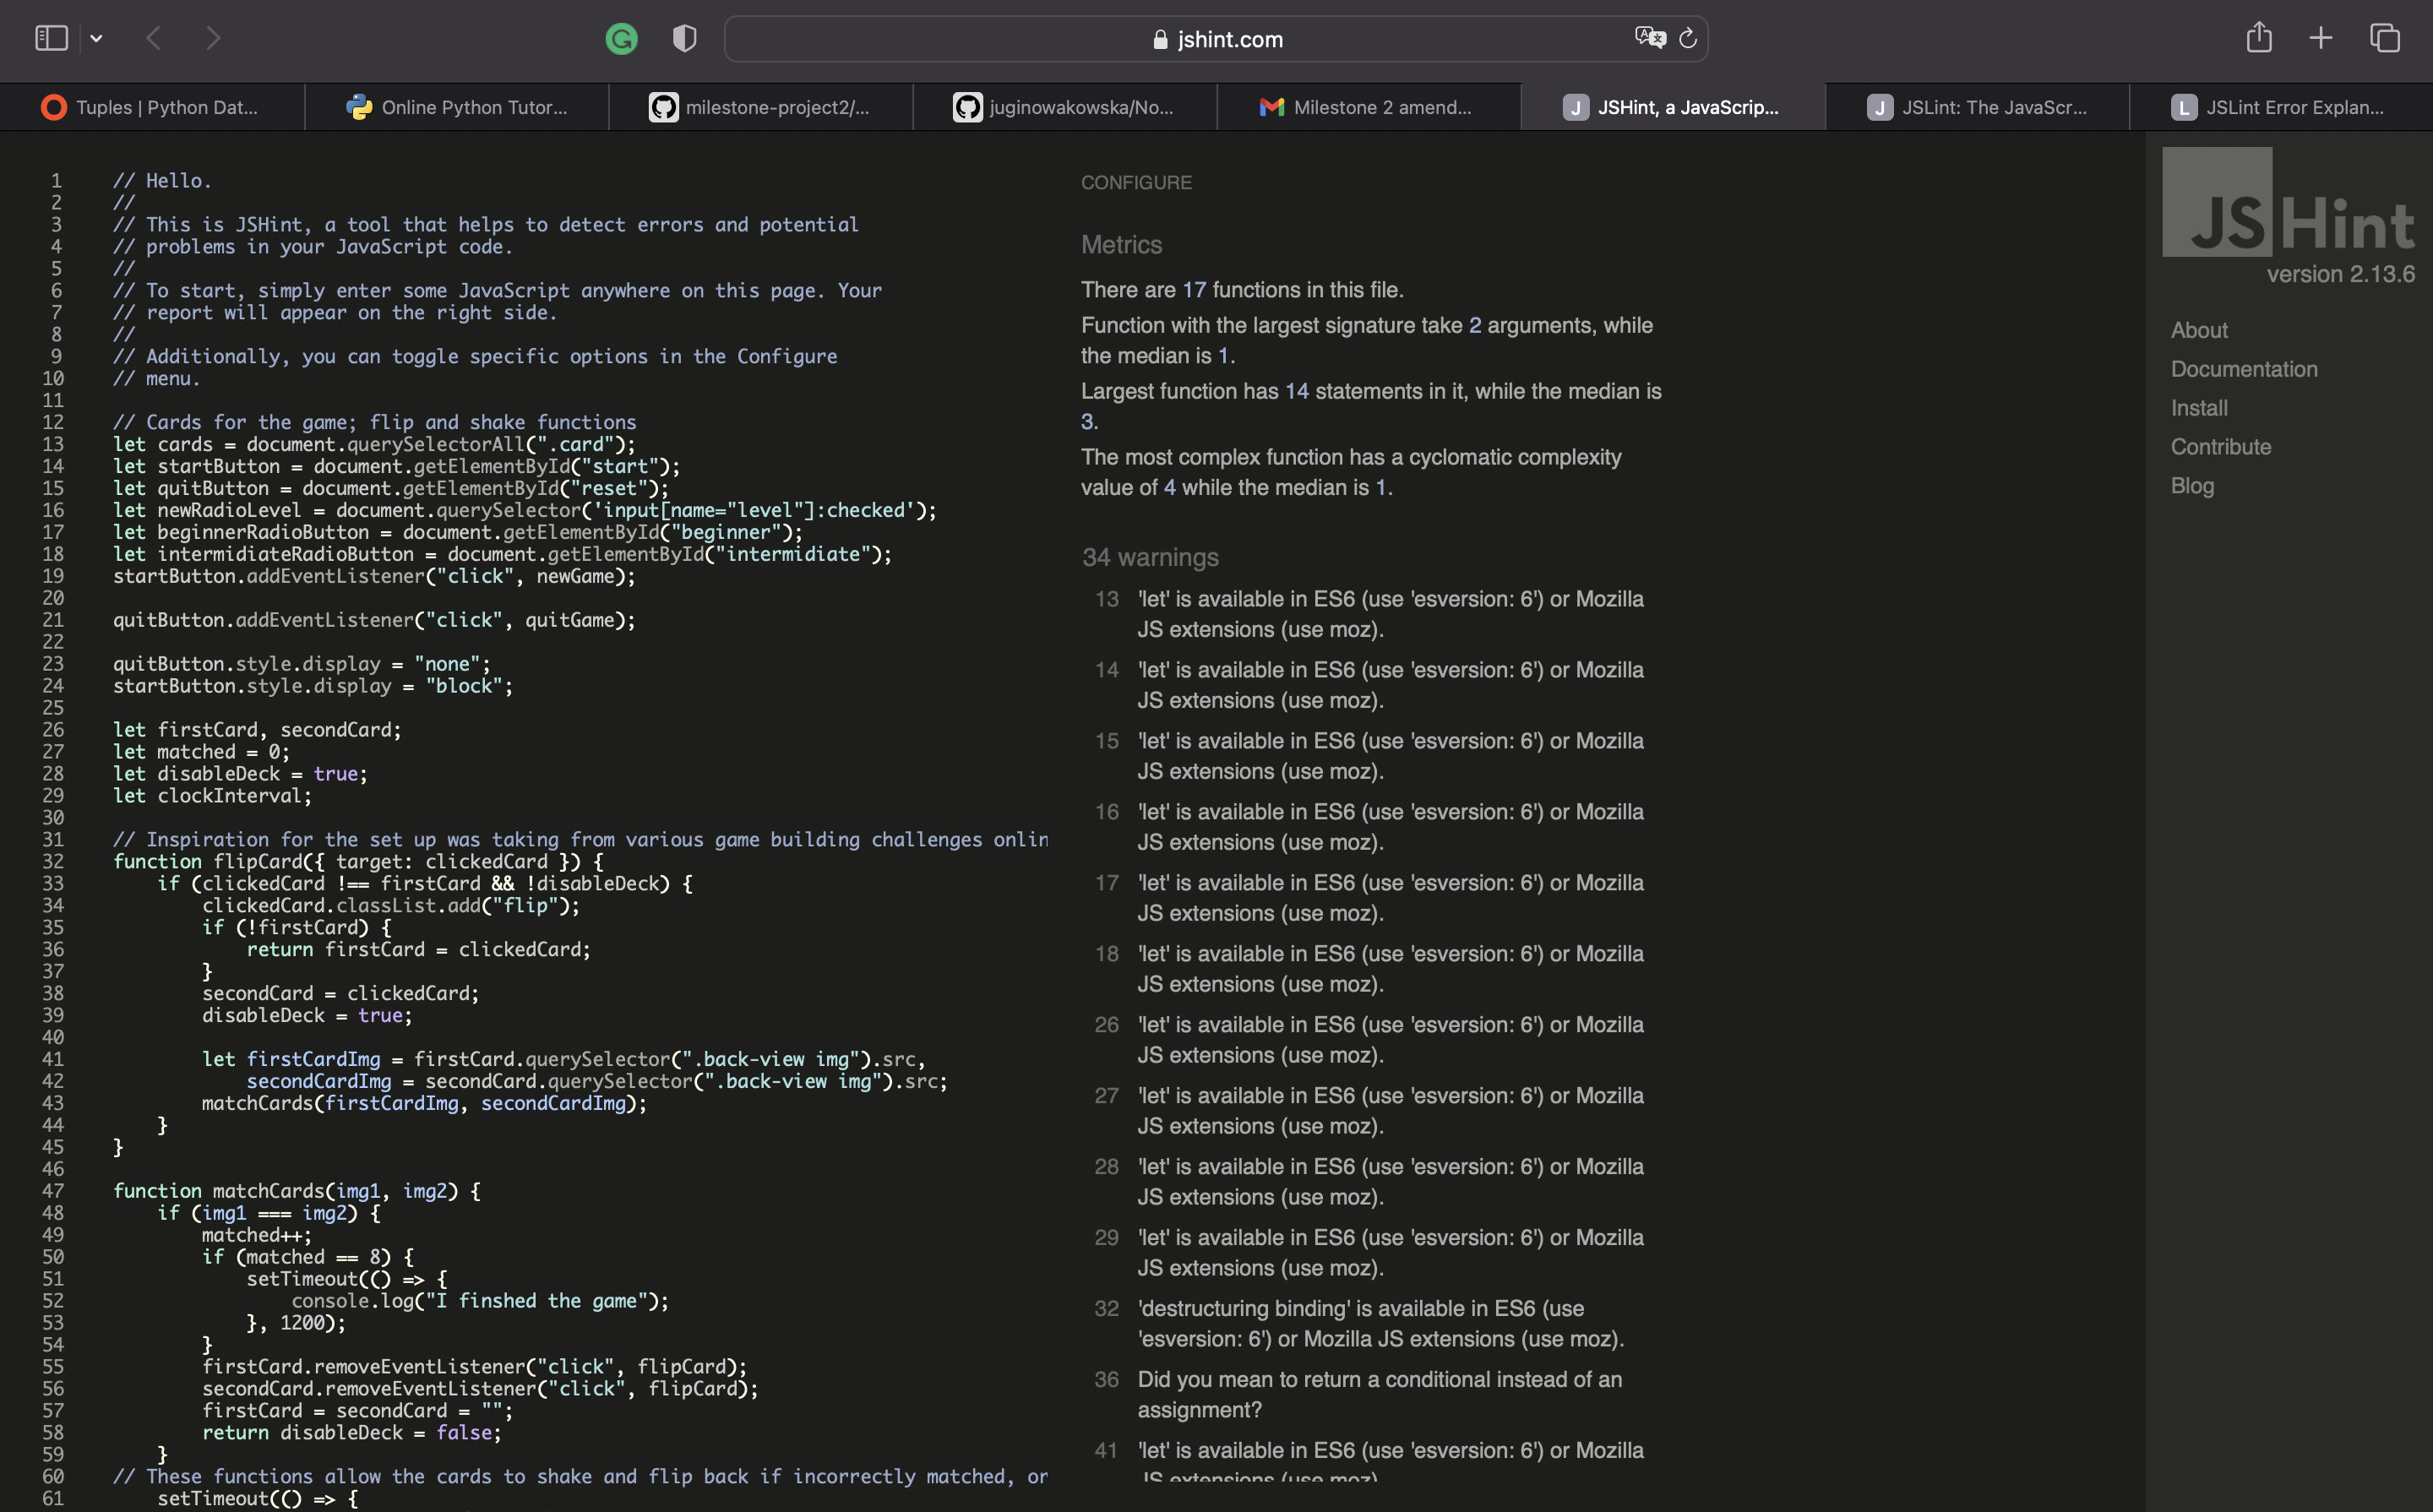 jshint.com
Tuples | Python Dat...
Online Python Tutor...
milestone-project2/...
juginowakowska/No...
Milestone 2 amend...
J JSHint, a JavaScrip...
J JSLint: The JavaScr...
L JSLint Error Explan...
1 // Hello.
2 //
3 // This is JSHint, a tool that helps to detect errors and potential
4 // problems in your JavaScript code.
5 //
6 // To start, simply enter some JavaScript anywhere on this page. Your
7 // report will appear on the right side.
8 //
9 // Additionally, you can toggle specific options in the Configure
10 // menu.
11
12 // Cards for the game; flip and shake functions
13 let cards = document.querySelectorAll(".card");
14 let startButton = document.getElementById("start");
15 let quitButton = document.getElementById("reset");
16 let newRadioLevel = document.querySelector('input[name="level"]:checked');
17 let beginnerRadioButton = document.getElementById("beginner");
18 let intermidiateRadioButton = document.getElementById("intermidiate");
19 startButton.addEventListener("click", newGame);
20
21 quitButton.addEventListener("click", quitGame);
22
23 quitButton.style.display = "none";
24 startButton.style.display = "block";
25
26 let firstCard, secondCard;
27 let matched = 0;
28 let disableDeck = true;
29 let clockInterval;
30
31 // Inspiration for the set up was taking from various game building challenges onlin
32 function flipCard({ target: clickedCard }) {
33 if (clickedCard !== firstCard && !disableDeck) {
34 clickedCard.classList.add("flip");
35 if (!firstCard) {
36 return firstCard = clickedCard;
37 }
38 secondCard = clickedCard;
39 disableDeck = true;
40
41 let firstCardImg = firstCard.querySelector(".back-view img").src,
42 secondCardImg = secondCard.querySelector(".back-view img").src;
43 matchCards(firstCardImg, secondCardImg);
44 }
45 }
46
47 function matchCards(img1, img2) {
48 if (img1 === img2) {
49 matched++;
50 if (matched == 8) {
51 setTimeout(() => {
52 console.log("I finshed the game");
53 }, 1200);
54 }
55 firstCard.removeEventListener("click", flipCard);
56 secondCard.removeEventListener("click", flipCard);
57 firstCard = secondCard = "";
58 return disableDeck = false;
59 }
60 // These functions allow the cards to shake and flip back if incorrectly matched, or
61 setTimeout(() => {
CONFIGURE
Metrics
There are 17 functions in this file.
Function with the largest signature take 2 arguments, while
the median is 1.
Largest function has 14 statements in it, while the median is
3.
The most complex function has a cyclomatic complexity
value of 4 while the median is 1.
34 warnings
13 'let' is available in ES6 (use 'esversion: 6') or Mozilla
JS extensions (use moz).
14 'let' is available in ES6 (use 'esversion: 6') or Mozilla
JS extensions (use moz).
15 'let' is available in ES6 (use 'esversion: 6') or Mozilla
JS extensions (use moz).
16 'let' is available in ES6 (use 'esversion: 6') or Mozilla
JS extensions (use moz).
17 'let' is available in ES6 (use 'esversion: 6') or Mozilla
JS extensions (use moz).
18 'let' is available in ES6 (use 'esversion: 6') or Mozilla
JS extensions (use moz).
26 'let' is available in ES6 (use 'esversion: 6') or Mozilla
JS extensions (use moz).
27 'let' is available in ES6 (use 'esversion: 6') or Mozilla
JS extensions (use moz).
28 'let' is available in ES6 (use 'esversion: 6') or Mozilla
JS extensions (use moz).
29 'let' is available in ES6 (use 'esversion: 6') or Mozilla
JS extensions (use moz).
32 'destructuring binding' is available in ES6 (use
'esversion: 6') or Mozilla JS extensions (use moz).
36 Did you mean to return a conditional instead of an
assignment?
41 'let' is available in ES6 (use 'esversion: 6') or Mozilla
JS extensions (use moz).
JSHint
version 2.13.6
About
Documentation
Install
Contribute
Blog